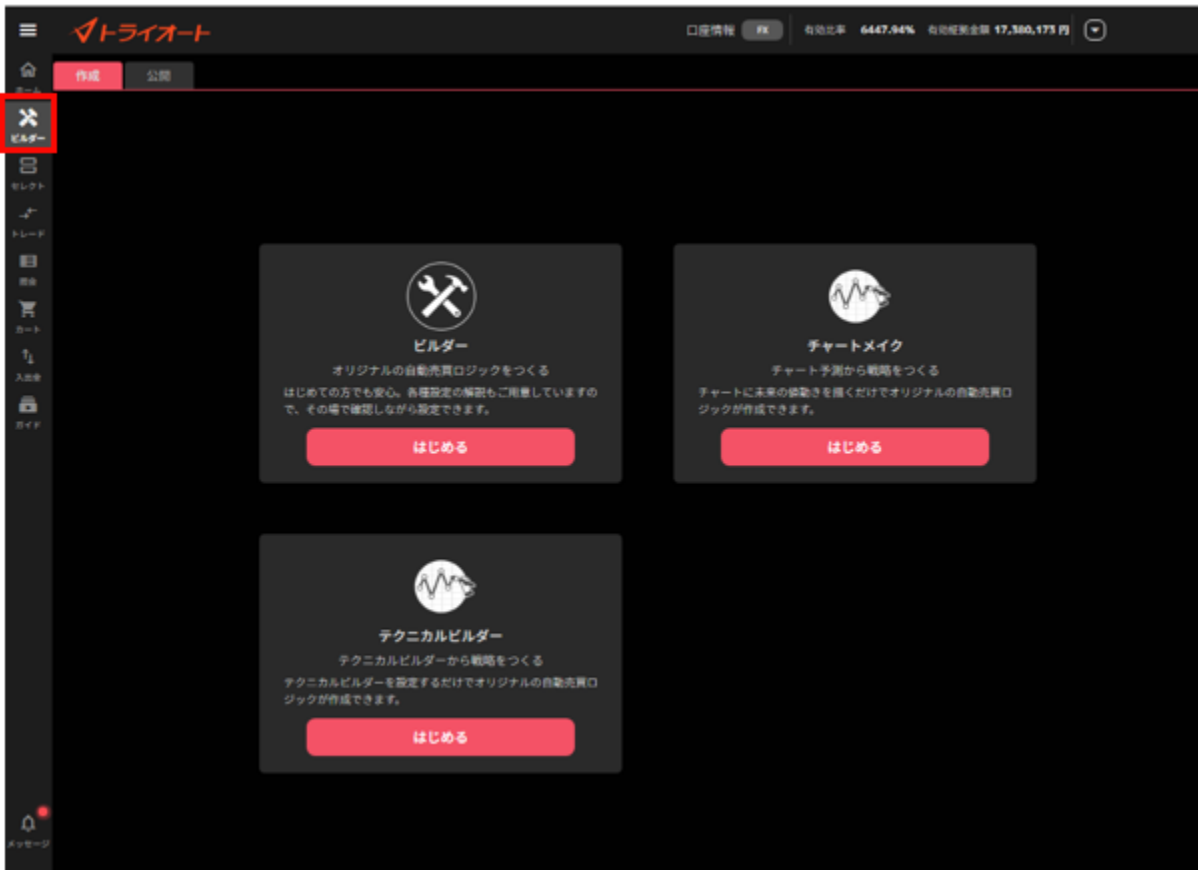 トライオート
口座情報 FX 有効比率 6447.94% 有効証拠金額 17,380,173 円
ホーム
作成 公開
ビルダー
セレクト
トレード
照会
カート
入出金
ガイド
ビルダー
オリジナルの自動売買ロジックをつくる
はじめての方でも安心。各種設定の解説もご用意していますの
で、その場で確認しながら設定できます。
はじめる
チャートメイク
チャート予測から戦略をつくる
チャートに未来の値動きを描くだけでオリジナルの自動売買ロ
ジックが作成できます。
はじめる
テクニカルビルダー
テクニカルビルダーから戦略をつくる
テクニカルビルダーを設定するだけでオリジナルの自動売買ロ
ジックが作成できます。
はじめる
メッセージ